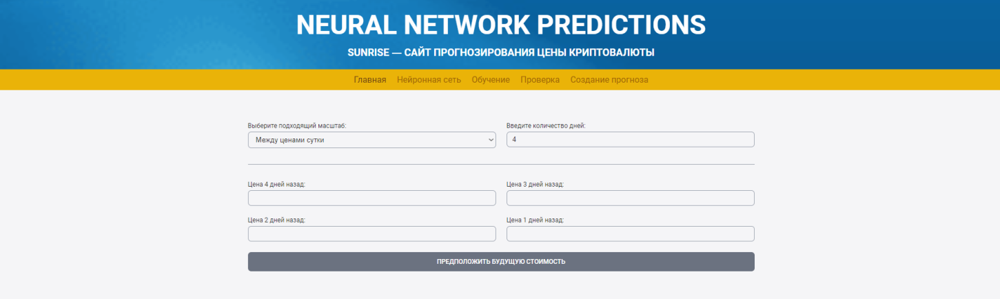 NEURAL NETWORK PREDICTIONS
SUNRISE — САЙТ ПРОГНОЗИРОВАНИЯ ЦЕНЫ КРИПТОВАЛЮТЫ
Главная Нейронная сеть Обучение Проверка Создание прогноза
Выберите подходящий масштаб: Введите количество дней:
Между ценами сутки 4
Цена 4 дней назад: Цена 3 дней назад:
Цена 2 дней назад: Цена 1 дней назад:
ПРЕДПОЛОЖИТЬ БУДУЩУЮ СТОИМОСТЬ